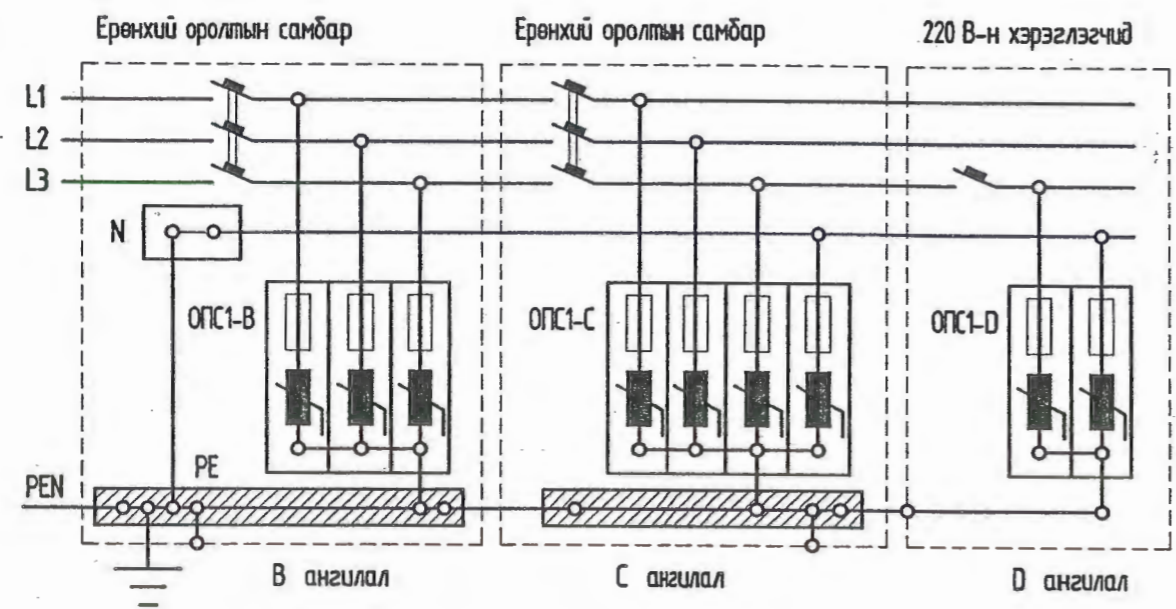 Ерөнхий оролтын самбар
Ерөнхий оролтын самбар
220 В-н хэрэглэгчид
L1
L2
L3
N
ОПС1-В
ОПС1-С
ОПС1-D
PE
PEN
В ангилал
С ангилал
D ангилал